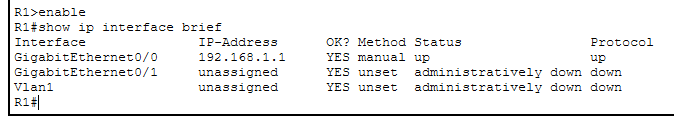 R1>enable
R1#show ip interface brief
Interface              IP-Address      OK? Method Status                Protocol
GigabitEthernet0/0     192.168.1.1     YES manual up                    up
GigabitEthernet0/1     unassigned      YES unset  administratively down down
Vlan1                  unassigned      YES unset  administratively down down
R1#